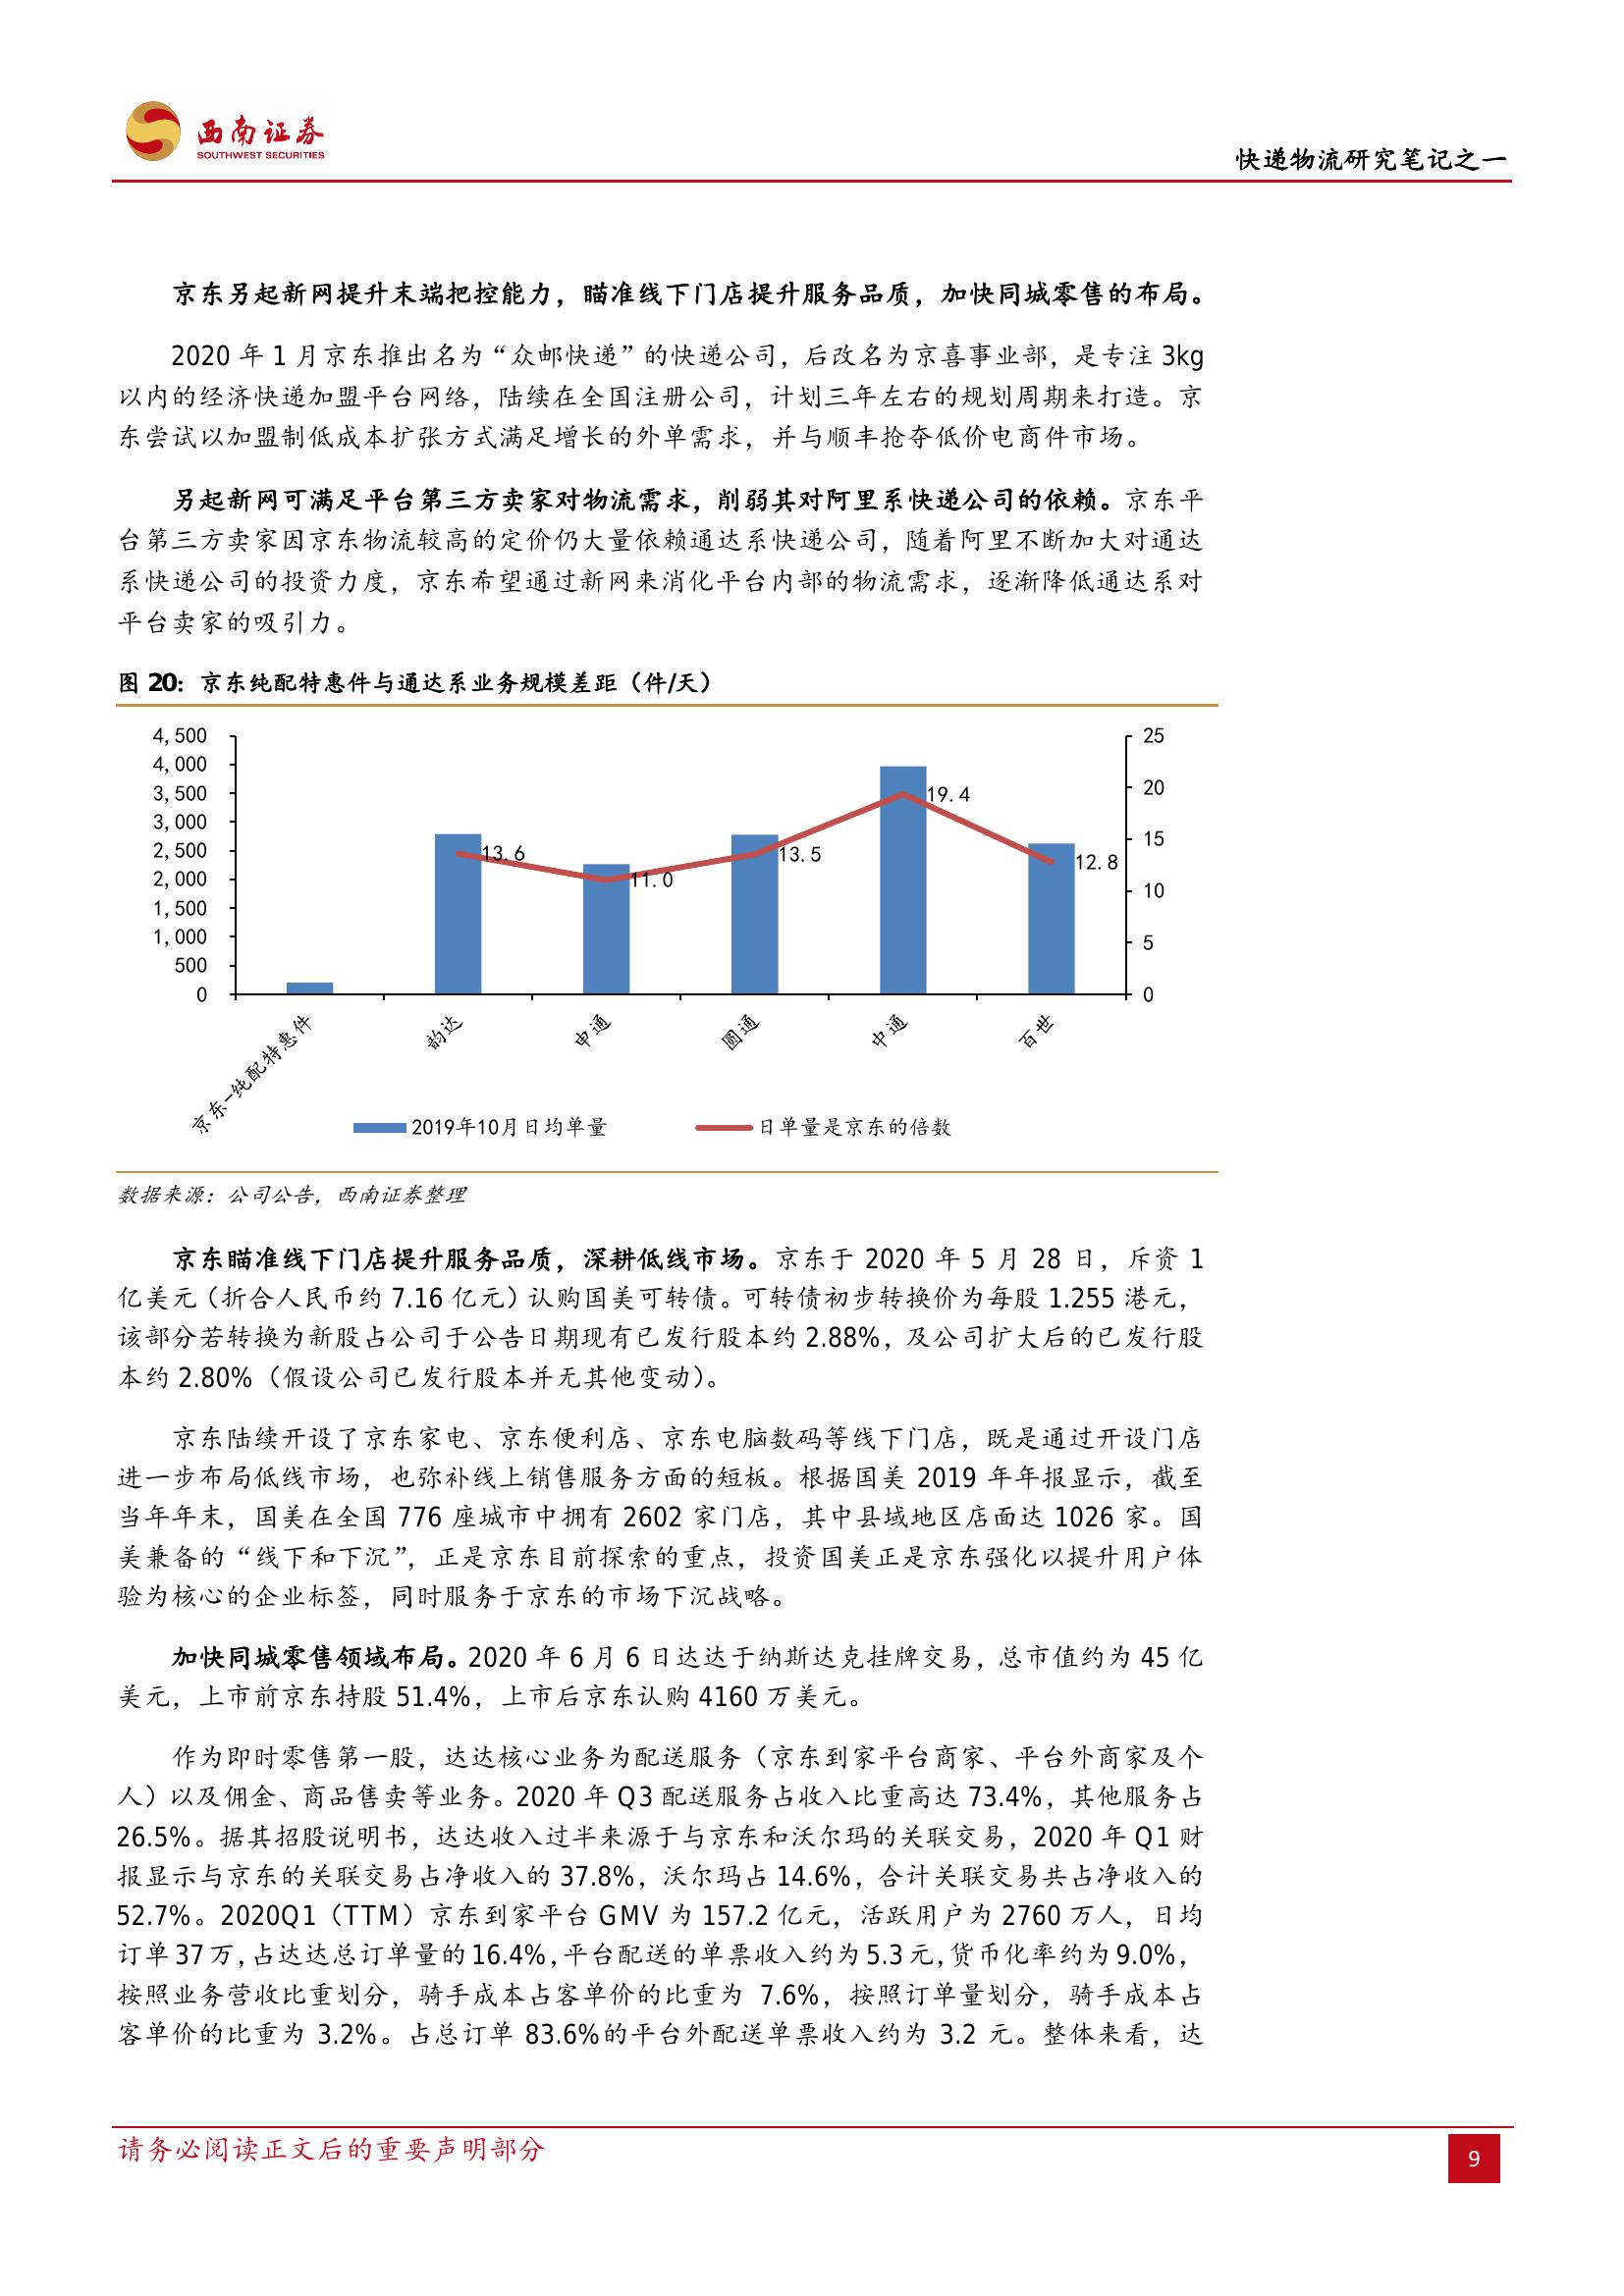 西南证券
SOUTHWEST SECURITIES
快递物流研究笔记之一
京东另起新网提升末端把控能力，瞄准线下门店提升服务品质，加快同城零售的布局。
2020 年 1 月京东推出名为“众邮快递”的快递公司，后改名为京喜事业部，是专注 3kg
以内的经济快递加盟平台网络，陆续在全国注册公司，计划三年左右的规划周期来打造。京
东尝试以加盟制低成本扩张方式满足增长的外单需求，并与顺丰抢夺低价电商件市场。
另起新网可满足平台第三方卖家对物流需求，削弱其对阿里系快递公司的依赖。京东平
台第三方卖家因京东物流较高的定价仍大量依赖通达系快递公司，随着阿里不断加大对通达
系快递公司的投资力度，京东希望通过新网来消化平台内部的物流需求，逐渐降低通达系对
平台卖家的吸引力。
图 20：京东纯配特惠件与通达系业务规模差距（件/天）
4,500
4,000
3,500
3,000
2,500
2,000
1,500
1,000
500
0
25
20
15
10
5
0
13.6
11.0
13.5
19.4
12.8
京东-纯配特惠件
韵达
申通
圆通
中通
百世
2019年10月日均单量
日单量是京东的倍数
数据来源：公司公告，西南证券整理
京东瞄准线下门店提升服务品质，深耕低线市场。京东于 2020 年 5 月 28 日，斥资 1
亿美元（折合人民币约 7.16 亿元）认购国美可转债。可转债初步转换价为每股 1.255 港元，
该部分若转换为新股占公司于公告日期现有已发行股本约 2.88%，及公司扩大后的已发行股
本约 2.80%（假设公司已发行股本并无其他变动）。
京东陆续开设了京东家电、京东便利店、京东电脑数码等线下门店，既是通过开设门店
进一步布局低线市场，也弥补线上销售服务方面的短板。根据国美 2019 年年报显示，截至
当年年末，国美在全国 776 座城市中拥有 2602 家门店，其中县域地区店面达 1026 家。国
美兼备的“线下和下沉”，正是京东目前探索的重点，投资国美正是京东强化以提升用户体
验为核心的企业标签，同时服务于京东的市场下沉战略。
加快同城零售领域布局。2020 年 6 月 6 日达达于纳斯达克挂牌交易，总市值约为 45 亿
美元，上市前京东持股 51.4%，上市后京东认购 4160 万美元。
作为即时零售第一股，达达核心业务为配送服务（京东到家平台商家、平台外商家及个
人）以及佣金、商品售卖等业务。2020 年 Q3 配送服务占收入比重高达 73.4%，其他服务占
26.5%。据其招股说明书，达达收入过半来源于与京东和沃尔玛的关联交易，2020 年 Q1 财
报显示与京东的关联交易占净收入的 37.8%，沃尔玛占 14.6%，合计关联交易共占净收入的
52.7%。2020Q1（TTM）京东到家平台 GMV 为 157.2 亿元，活跃用户为 2760 万人，日均
订单 37 万，占达达总订单量的 16.4%，平台配送的单票收入约为 5.3 元，货币化率约为 9.0%，
按照业务营收比重划分，骑手成本占客单价的比重为 7.6%，按照订单量划分，骑手成本占
客单价的比重为 3.2%。占总订单 83.6%的平台外配送单票收入约为 3.2 元。整体来看，达
请务必阅读正文后的重要声明部分
9